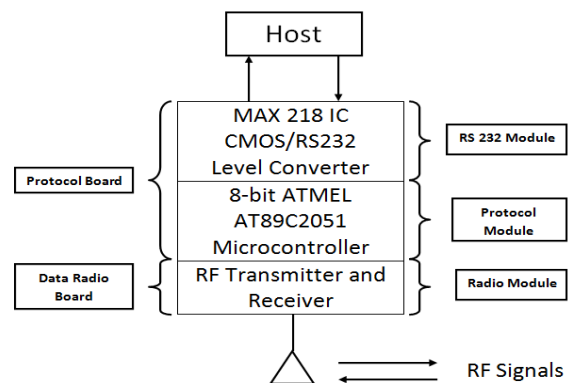 Host
MAX 218 IC
CMOS/RS232
Level Converter
RS 232 Module
Protocol Board
8-bit ATMEL
AT89C2051
Microcontroller
Protocol
Module
Data Radio
Board
RF Transmitter and
Receiver
Radio Module
RF Signals